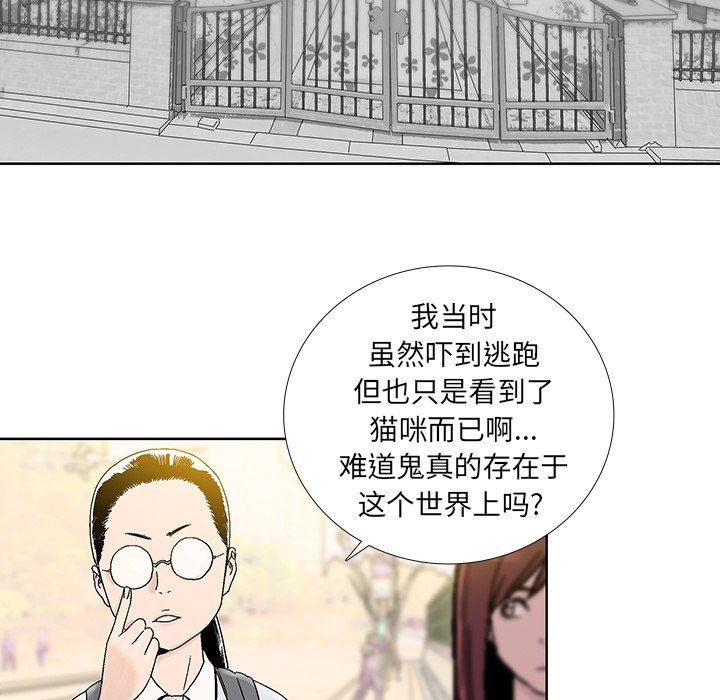 我当时
虽然吓到逃跑
但也只是看到了
猫咪而已啊...
难道鬼真的存在于
这个世界上吗?